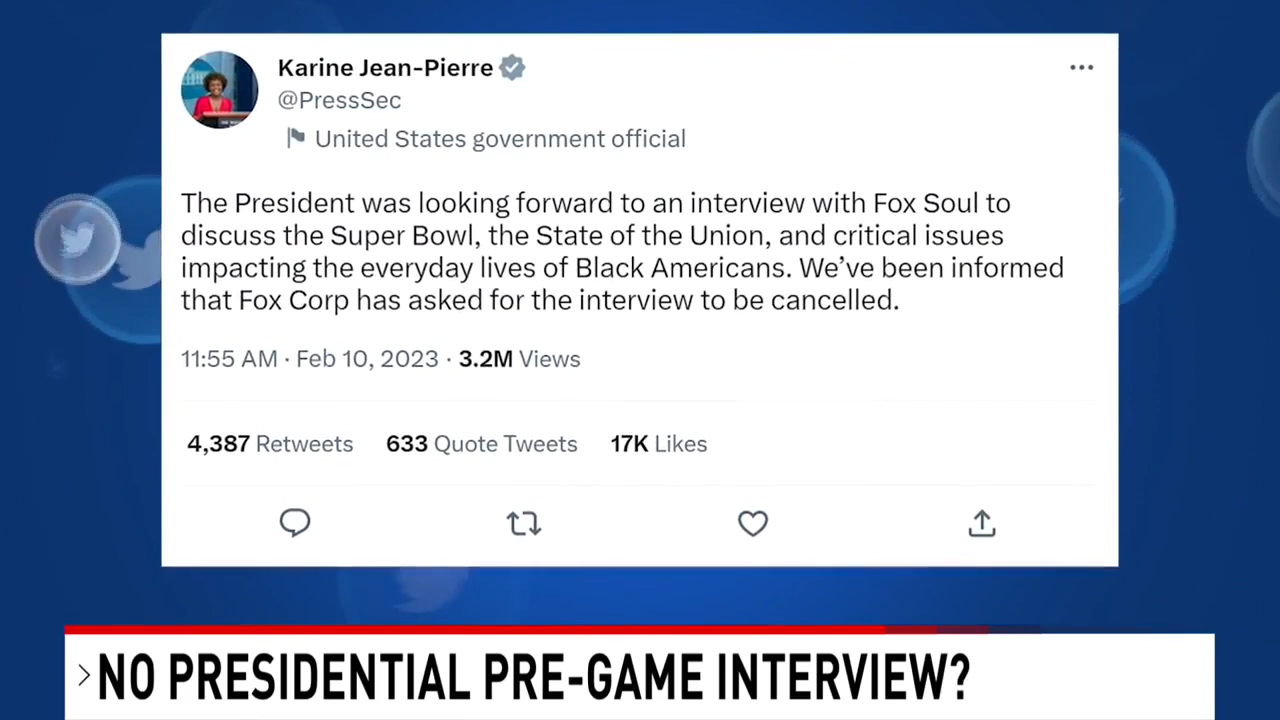 Karine Jean-Pierre
@PressSec
United States government official
The President was looking forward to an interview with Fox Soul to
discuss the Super Bowl, the State of the Union, and critical issues
impacting the everyday lives of Black Americans. We’ve been informed
that Fox Corp has asked for the interview to be cancelled.
11:55 AM · Feb 10, 2023 · 3.2M Views
4,387 Retweets 633 Quote Tweets 17K Likes
> NO PRESIDENTIAL PRE-GAME INTERVIEW?